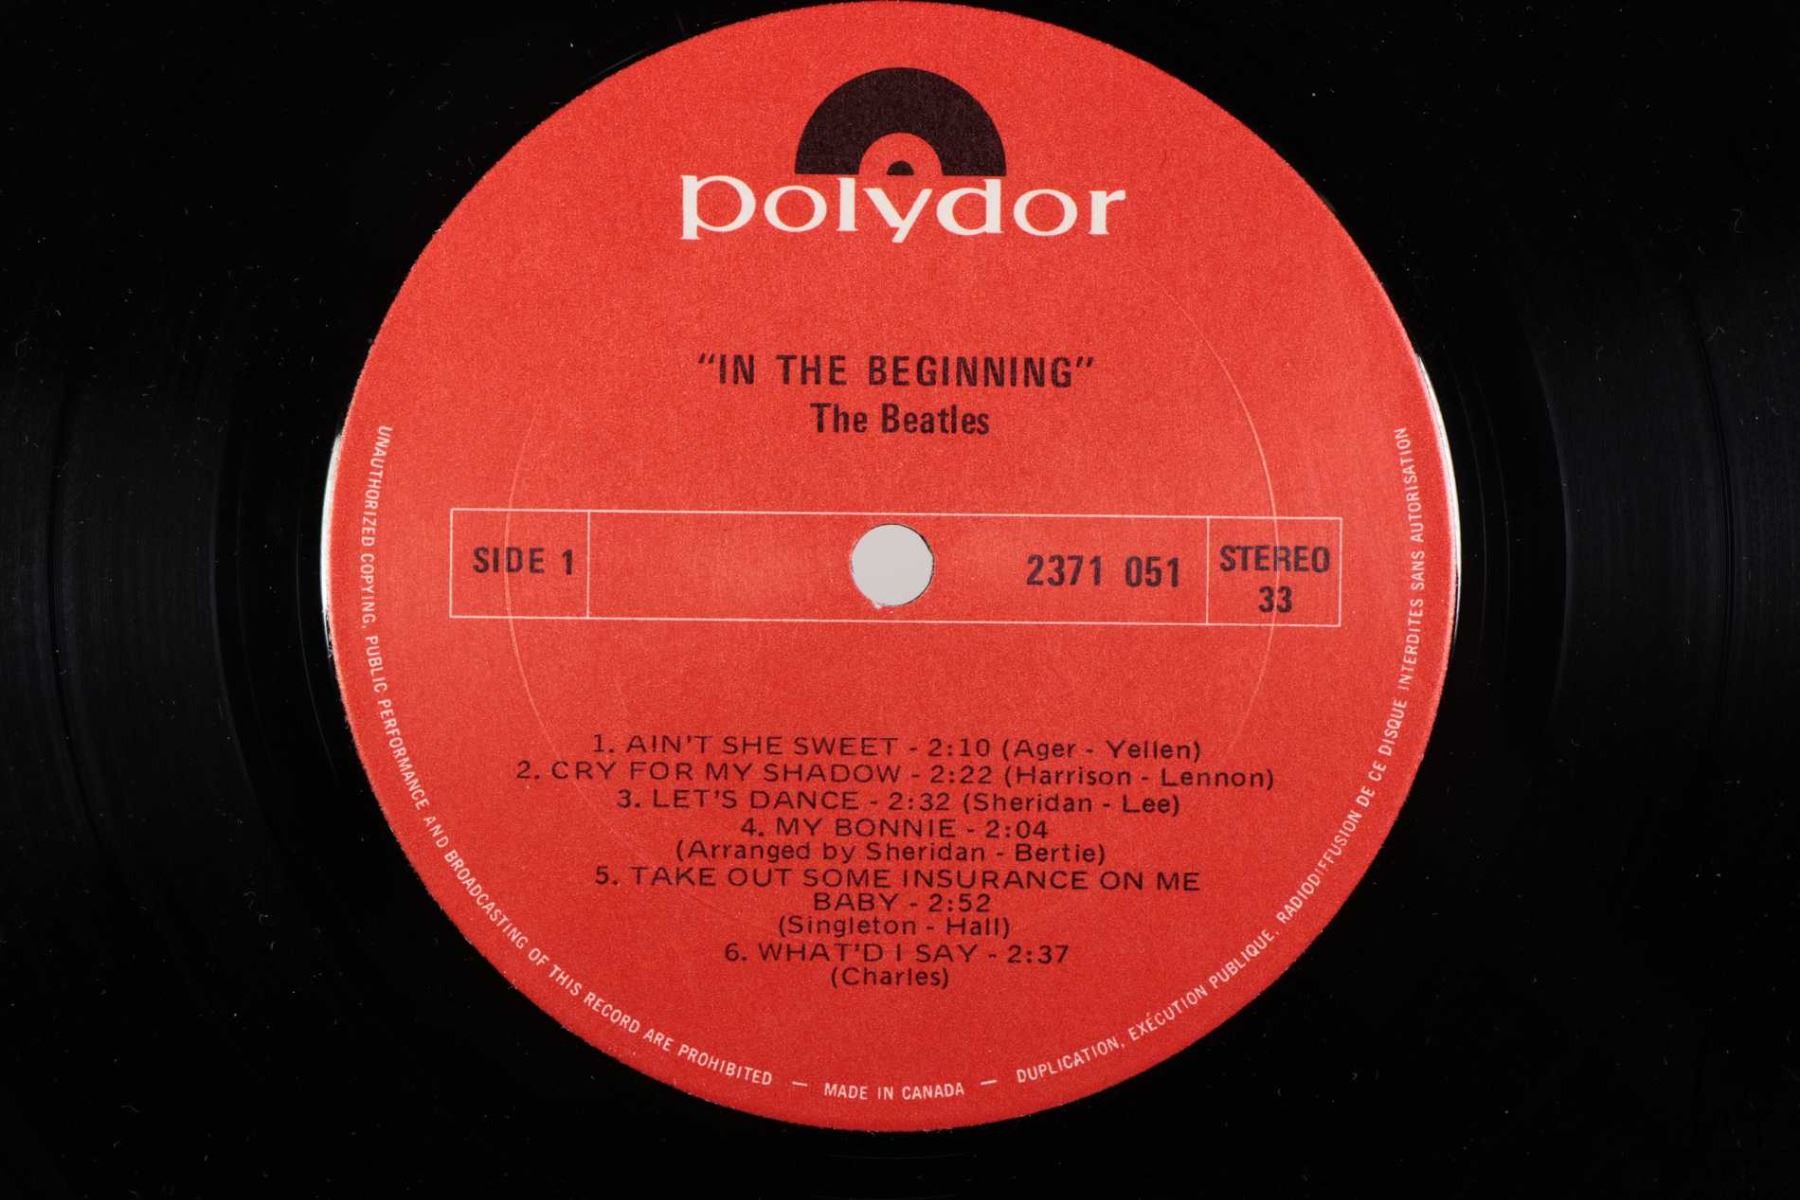 polydor
“IN THE BEGINNING”
The Beatles
SIDE 1
2371 051
STEREO
33
1. AIN'T SHE SWEET - 2:10 (Ager - Yellen)
2. CRY FOR MY SHADOW - 2:22 (Harrison - Lennon)
3. LET'S DANCE - 2:32 (Sheridan - Lee)
4. MY BONNIE - 2:04
(Arranged by Sheridan - Bertie)
5. TAKE OUT SOME INSURANCE ON ME
BABY - 2:52
(Singleton - Hall)
6. WHAT'D I SAY - 2:37
(Charles)
UNAUTHORIZED COPYING, PUBLIC PERFORMANCE AND BROADCASTING OF THIS RECORD ARE PROHIBITED — MADE IN CANADA — DUPLICATION, EXÉCUTION PUBLIQUE, RADIODIFFUSION DE CE DISQUE INTERDITES SANS AUTORISATION